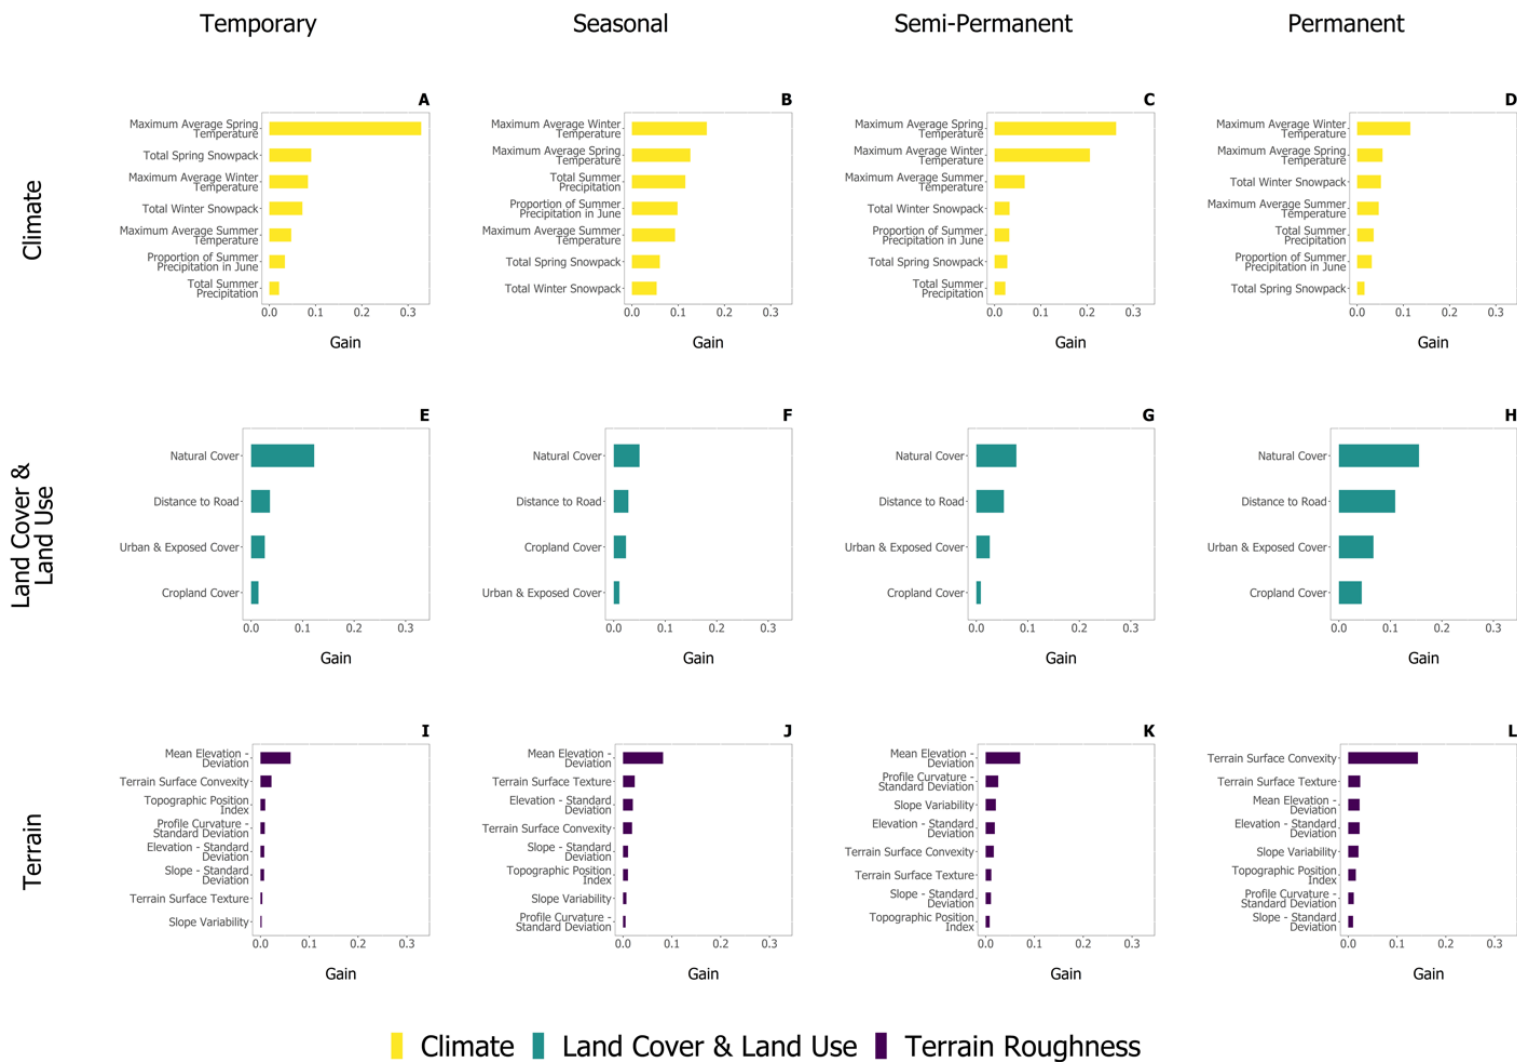 Temporary
Seasonal
Semi-Permanent
Permanent
Climate
A
Maximum Average Spring
Temperature
Total Spring Snowpack
Maximum Average Winter
Temperature
Total Winter Snowpack
Maximum Average Summer
Temperature
Proportion of Summer
Precipitation in June
Total Summer
Precipitation
0.0 0.1 0.2 0.3
Gain
B
Maximum Average Winter
Temperature
Maximum Average Spring
Temperature
Total Summer
Precipitation
Proportion of Summer
Precipitation in June
Maximum Average Summer
Temperature
Total Spring Snowpack
Total Winter Snowpack
0.0 0.1 0.2 0.3
Gain
C
Maximum Average Spring
Temperature
Maximum Average Winter
Temperature
Maximum Average Summer
Temperature
Total Winter Snowpack
Proportion of Summer
Precipitation in June
Total Spring Snowpack
Total Summer
Precipitation
0.0 0.1 0.2 0.3
Gain
D
Maximum Average Winter
Temperature
Maximum Average Spring
Temperature
Total Winter Snowpack
Maximum Average Summer
Temperature
Total Summer
Precipitation
Proportion of Summer
Precipitation in June
Total Spring Snowpack
0.0 0.1 0.2 0.3
Gain
Land Cover &
Land Use
E
Natural Cover
Distance to Road
Urban & Exposed Cover
Cropland Cover
0.0 0.1 0.2 0.3
Gain
F
Natural Cover
Distance to Road
Cropland Cover
Urban & Exposed Cover
0.0 0.1 0.2 0.3
Gain
G
Natural Cover
Distance to Road
Urban & Exposed Cover
Cropland Cover
0.0 0.1 0.2 0.3
Gain
H
Natural Cover
Distance to Road
Urban & Exposed Cover
Cropland Cover
0.0 0.1 0.2 0.3
Gain
Terrain
I
Mean Elevation -
Deviation
Terrain Surface Convexity
Topographic Position
Index
Profile Curvature -
Standard Deviation
Elevation - Standard
Deviation
Slope - Standard
Deviation
Terrain Surface Texture
Slope Variability
0.0 0.1 0.2 0.3
Gain
J
Mean Elevation -
Deviation
Terrain Surface Texture
Elevation - Standard
Deviation
Terrain Surface Convexity
Slope - Standard
Deviation
Topographic Position
Index
Slope Variability
Profile Curvature -
Standard Deviation
0.0 0.1 0.2 0.3
Gain
K
Mean Elevation -
Deviation
Profile Curvature -
Standard Deviation
Slope Variability
Elevation - Standard
Deviation
Terrain Surface Convexity
Terrain Surface Texture
Slope - Standard
Deviation
Topographic Position
Index
0.0 0.1 0.2 0.3
Gain
L
Terrain Surface Convexity
Terrain Surface Texture
Mean Elevation -
Deviation
Elevation - Standard
Deviation
Slope Variability
Topographic Position
Index
Profile Curvature -
Standard Deviation
Slope - Standard
Deviation
0.0 0.1 0.2 0.3
Gain
Climate Land Cover & Land Use Terrain Roughness